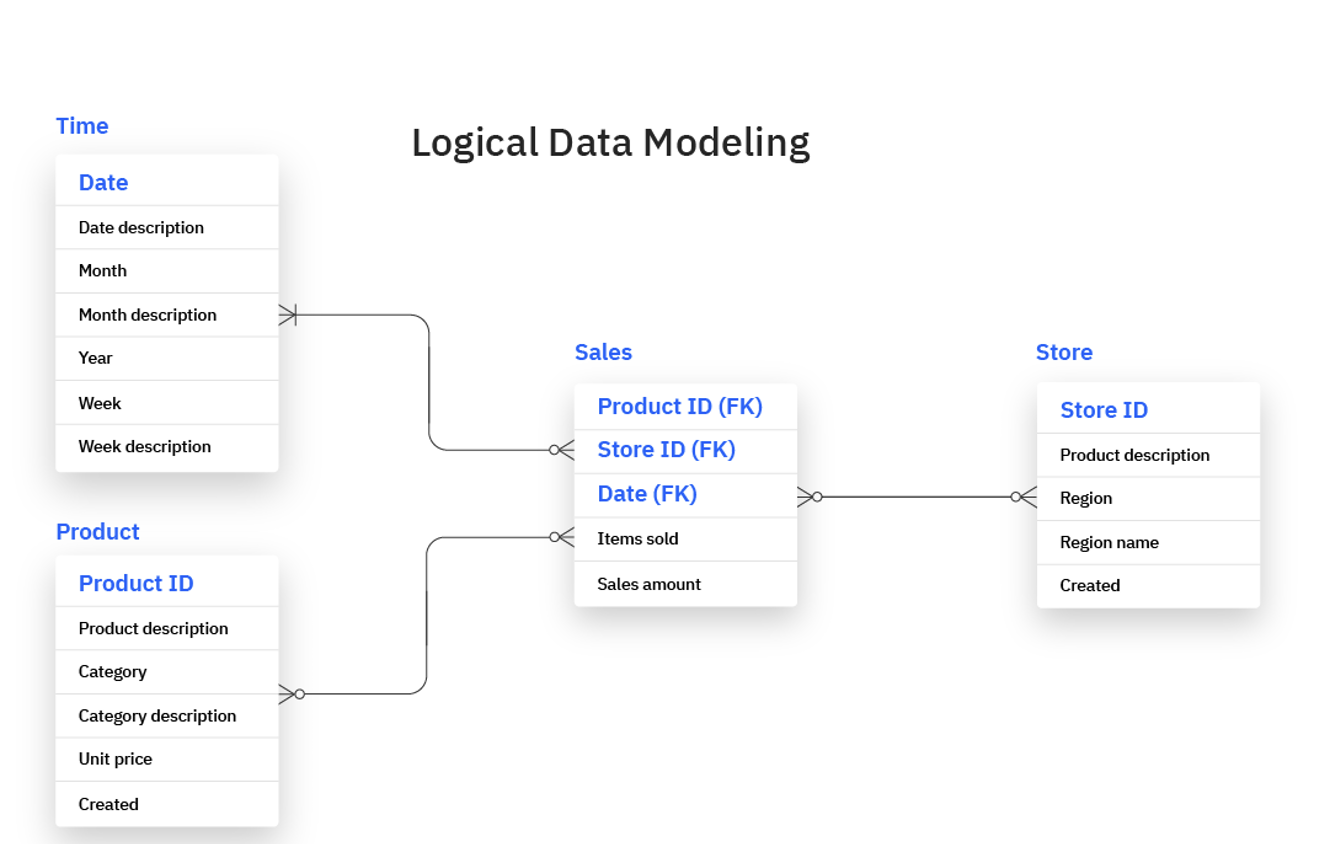 Logical Data Modeling
Time
Date
Date description
Month
Month description
Year
Week
Week description
Product
Product ID
Product description
Category
Category description
Unit price
Created
Sales
Product ID (FK)
Store ID (FK)
Date (FK)
Items sold
Sales amount
Store
Store ID
Product description
Region
Region name
Created